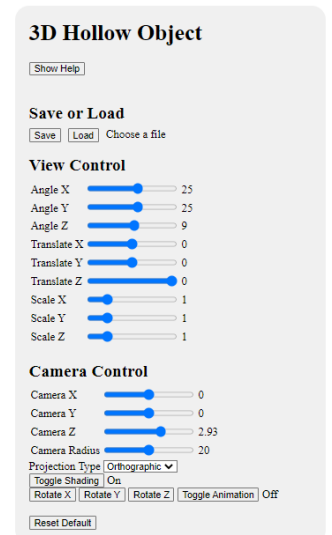 3D Hollow Object
Show Help
Save or Load
Save Load Choose a file
View Control
Angle X 25
Angle Y 25
Angle Z 9
Translate X 0
Translate Y 0
Translate Z 0
Scale X 1
Scale Y 1
Scale Z 1
Camera Control
Camera X 0
Camera Y 0
Camera Z 2.93
Camera Radius 20
Projection Type Orthographic
Toggle Shading On
Rotate X Rotate Y Rotate Z Toggle Animation Off
Reset Default